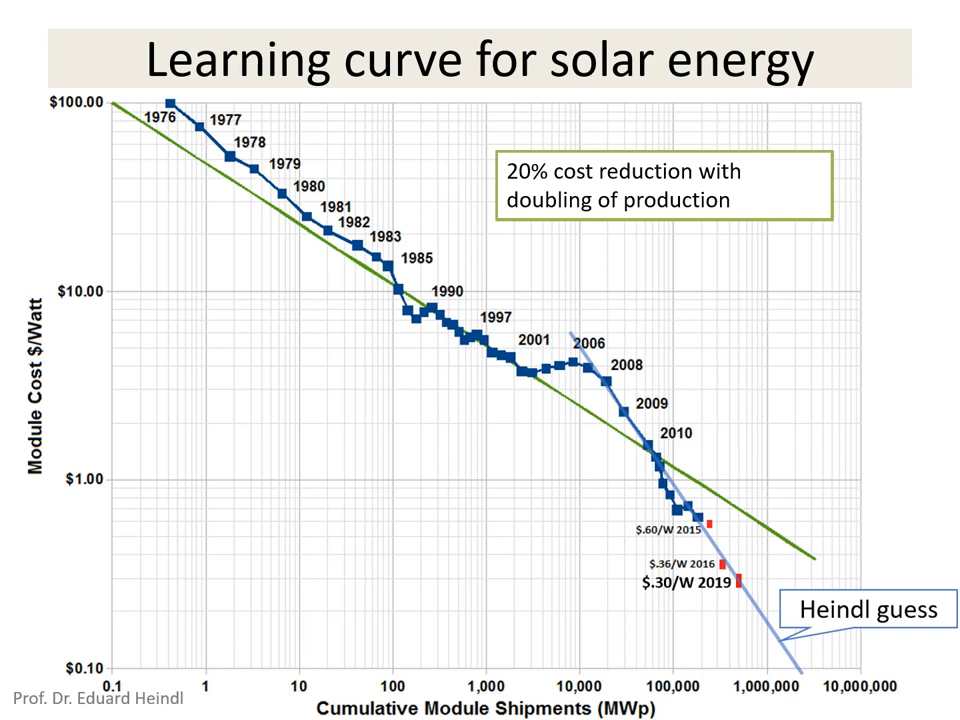 Learning curve for solar energy
$100.00
1976
1977
1978
1979
1980
1981
1982
1983
1985
20% cost reduction with
doubling of production
$10.00
1990
1997
2001
2006
2008
2009
2010
Module Cost $/Watt
$1.00
$.60/W 2015
$.36/W 2016
$.30/W 2019
Heindl guess
$0.10
0.1
1
10
100
1,000
10,000
100,000
1,000,000
10,000,000
Prof. Dr. Eduard Heindl
Cumulative Module Shipments (MWp)